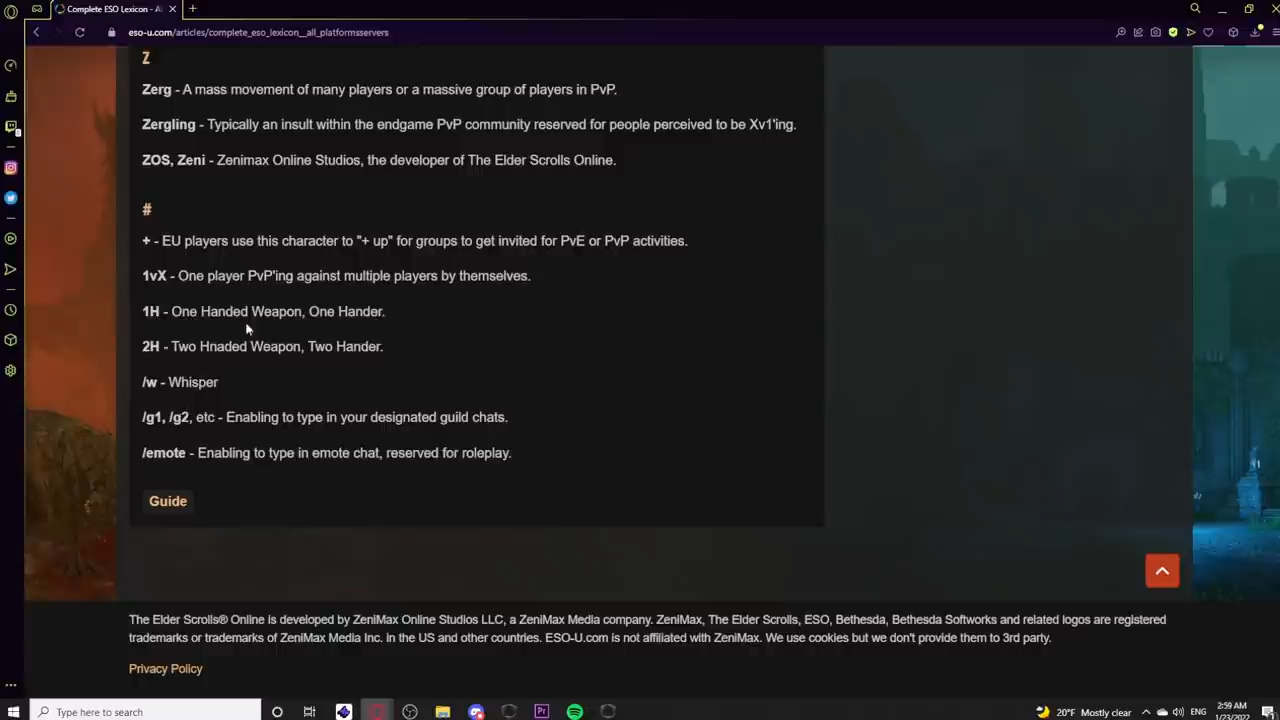 Complete ESO Lexicon - A
eso-u.com/articles/complete_eso_lexicon__all_platformsservers
Z
Zerg - A mass movement of many players or a massive group of players in PvP.
Zergling - Typically an insult within the endgame PvP community reserved for people perceived to be Xv1'ing.
ZOS, Zeni - Zenimax Online Studios, the developer of The Elder Scrolls Online.
#
+ - EU players use this character to "+ up" for groups to get invited for PvE or PvP activities.
1vX - One player PvP'ing against multiple players by themselves.
1H - One Handed Weapon, One Hander.
2H - Two Hnaded Weapon, Two Hander.
/w - Whisper
/g1, /g2, etc - Enabling to type in your designated guild chats.
/emote - Enabling to type in emote chat, reserved for roleplay.
Guide
The Elder Scrolls® Online is developed by ZeniMax Online Studios LLC, a ZeniMax Media company. ZeniMax, The Elder Scrolls, ESO, Bethesda, Bethesda Softworks and related logos are registered
trademarks or trademarks of ZeniMax Media Inc. in the US and other countries. ESO-U.com is not affiliated with ZeniMax. We use cookies but we don't provide them to 3rd party.
Privacy Policy
Type here to search
Pr
20°F Mostly clear
ENG
2:59 AM
1/23/2022